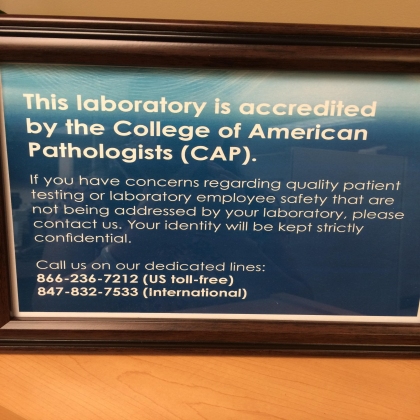 This laboratory is accredited
by the College of American
Pathologists (CAP).
If you have concerns regarding quality patient
testing or laboratory employee safety that are
not being addressed by your laboratory, please
contact us. Your identity will be kept strictly
confidential.
Call us on our dedicated lines:
866-236-7212 (US toll-free)
847-832-7533 (International)